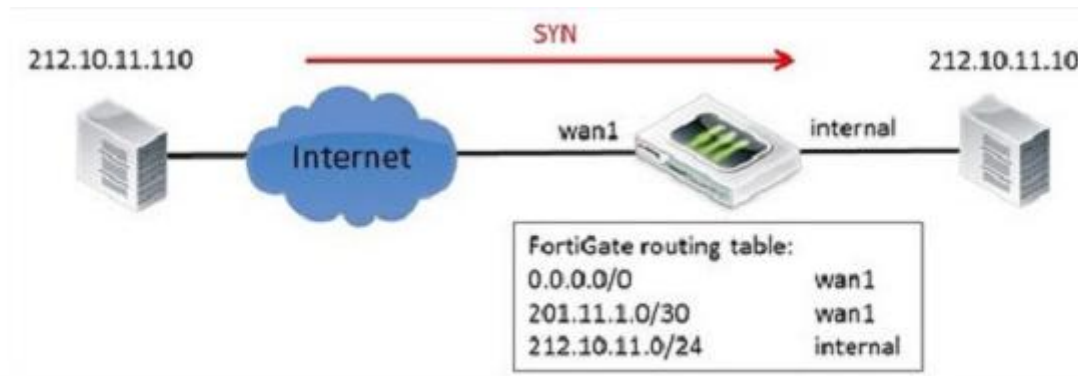 SYN
212.10.11.110
212.10.11.10
wan1
internal
Internet
FortiGate routing table:
0.0.0.0/0 wan1
201.11.1.0/30 wan1
212.10.11.0/24 internal